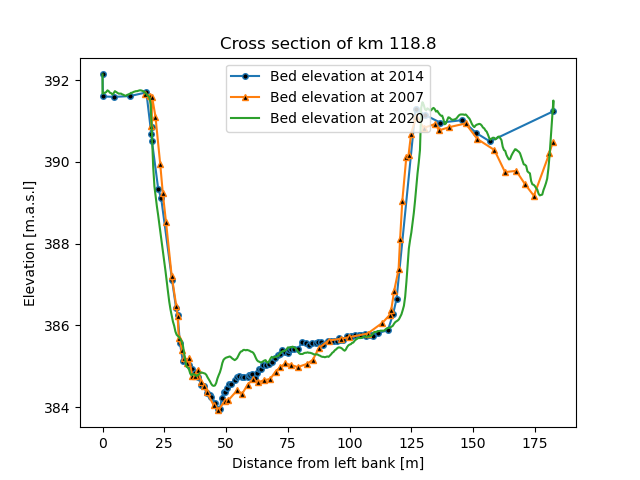 Cross section of km 118.8
Bed elevation at 2014
Bed elevation at 2007
Bed elevation at 2020
392
390
388
386
384
Elevation [m.a.s.l]
0 25 50 75 100 125 150 175
Distance from left bank [m]